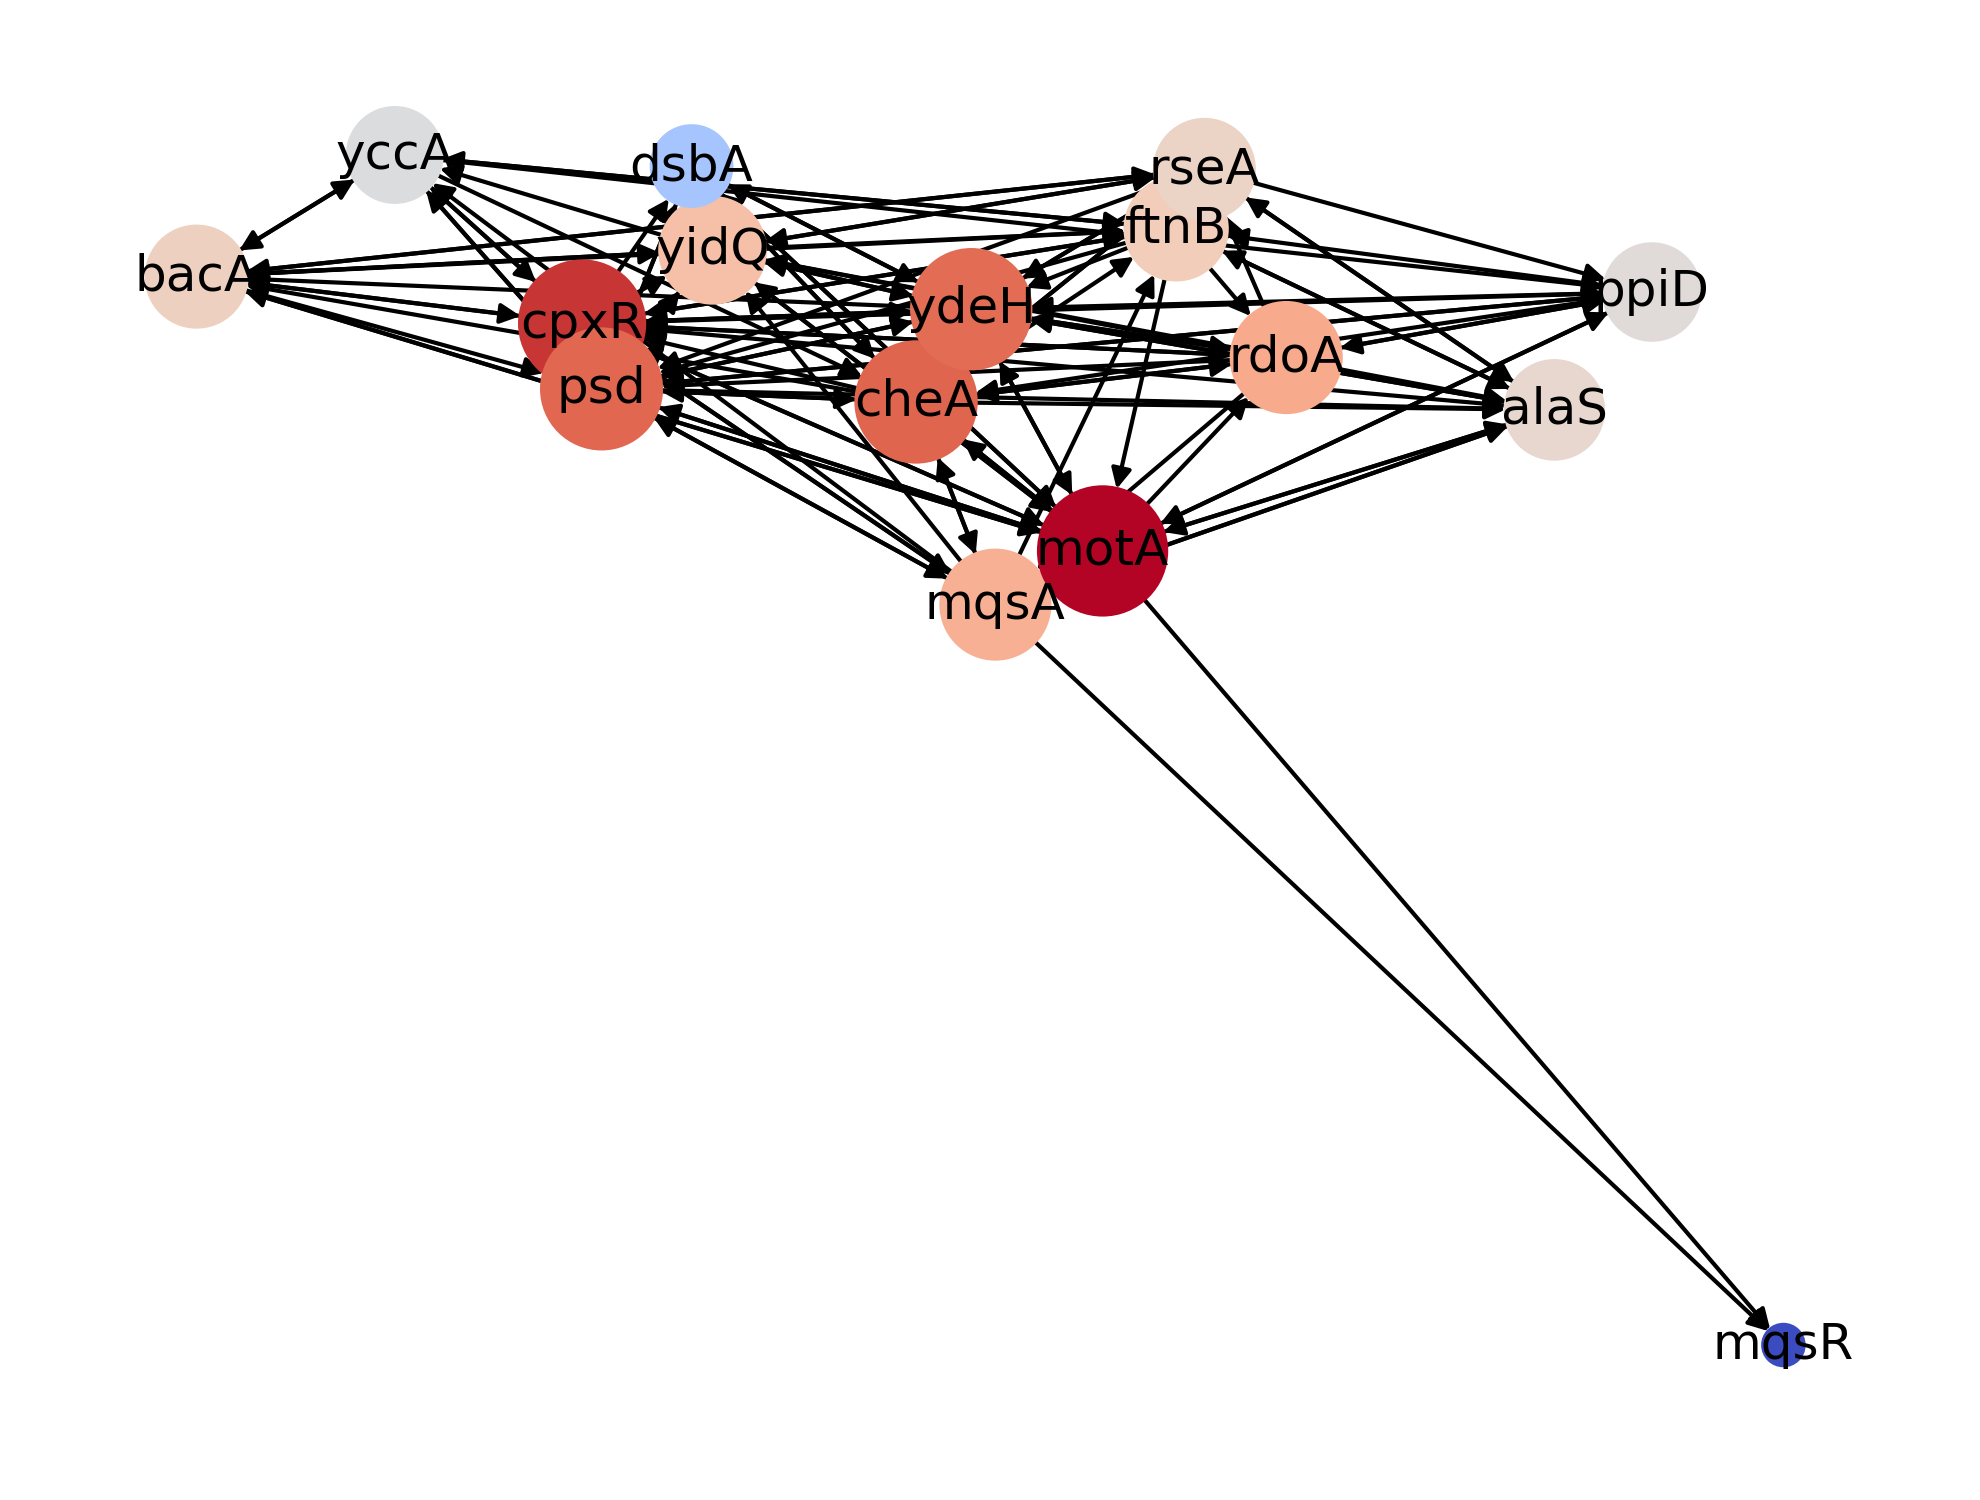 yccA
dsbA
rseA
ftnB
yidQ
bacA
ppiD
ydeH
cpxR
rdoA
psd
cheA
alaS
motA
mqsA
mqsR